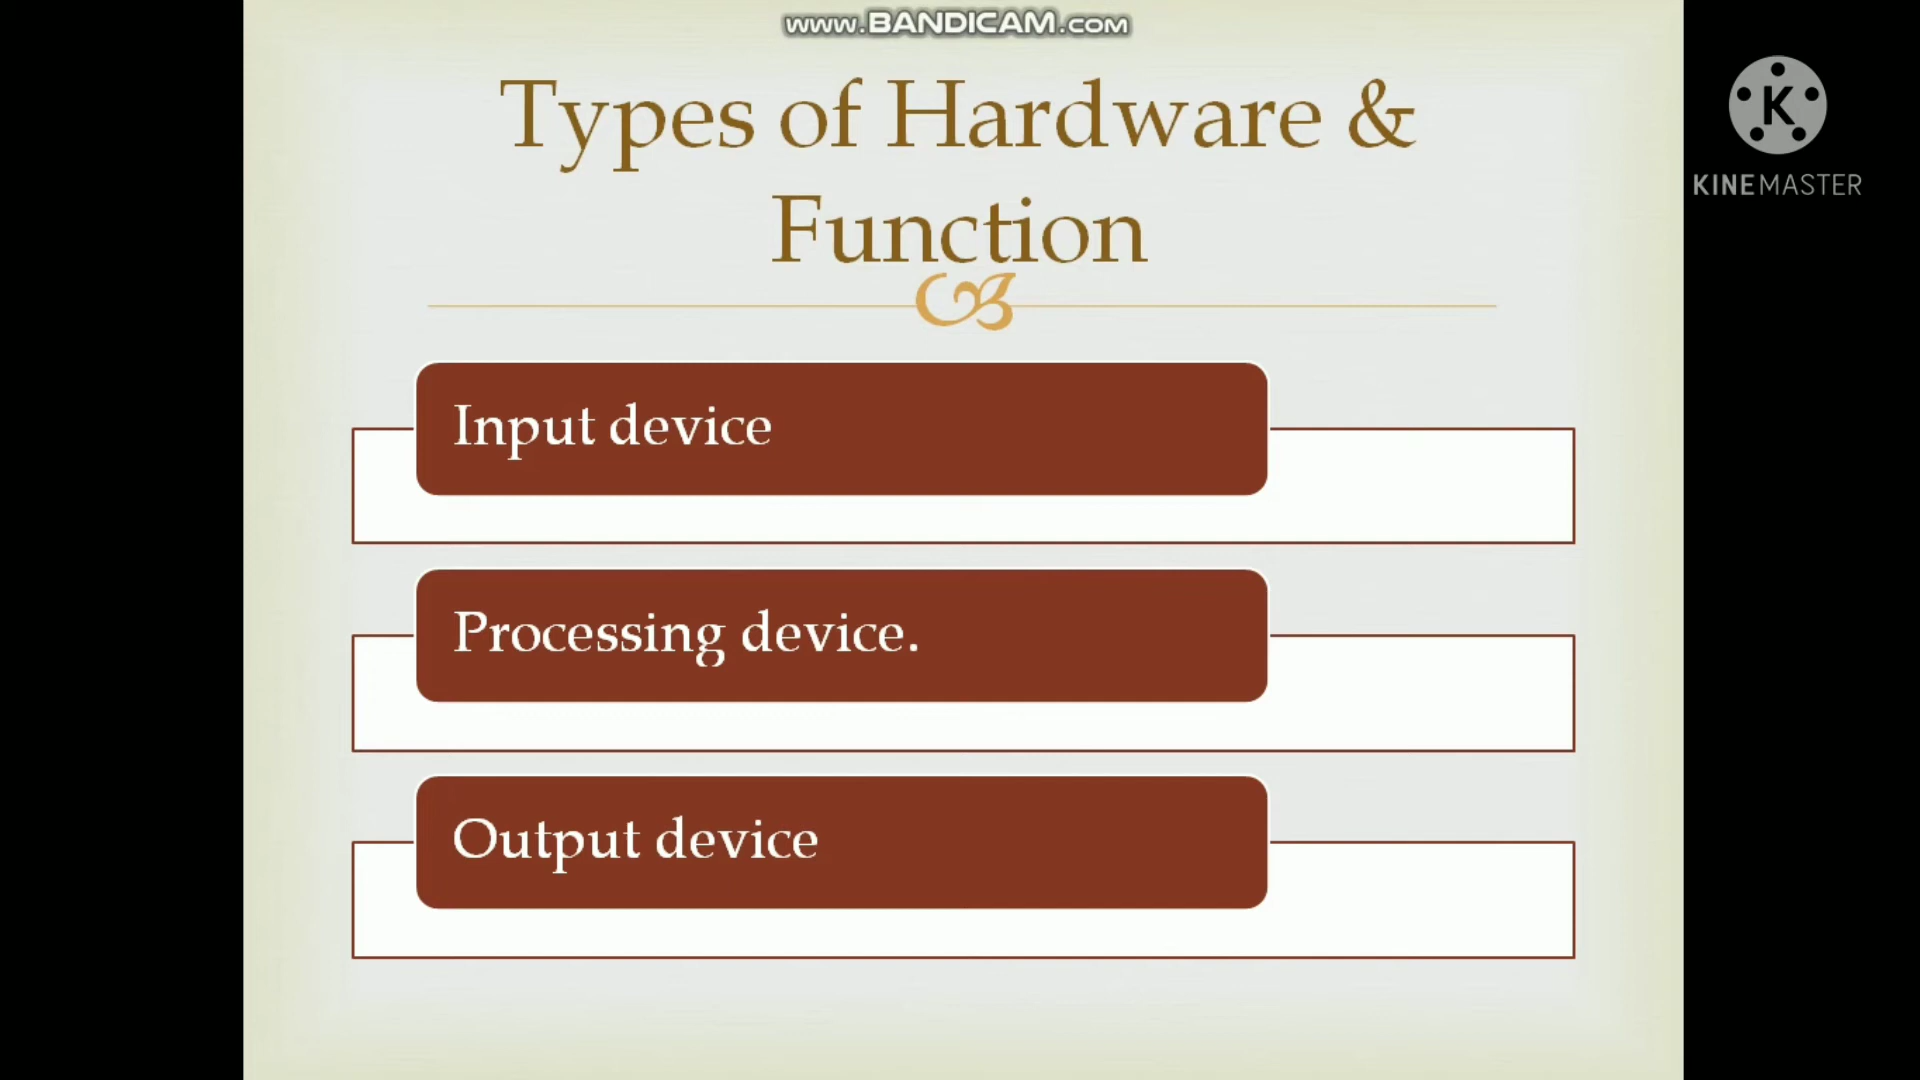 www.BANDICAM.com
Types of Hardware &
Function
KINEMASTER
Input device
Processing device.
Output device